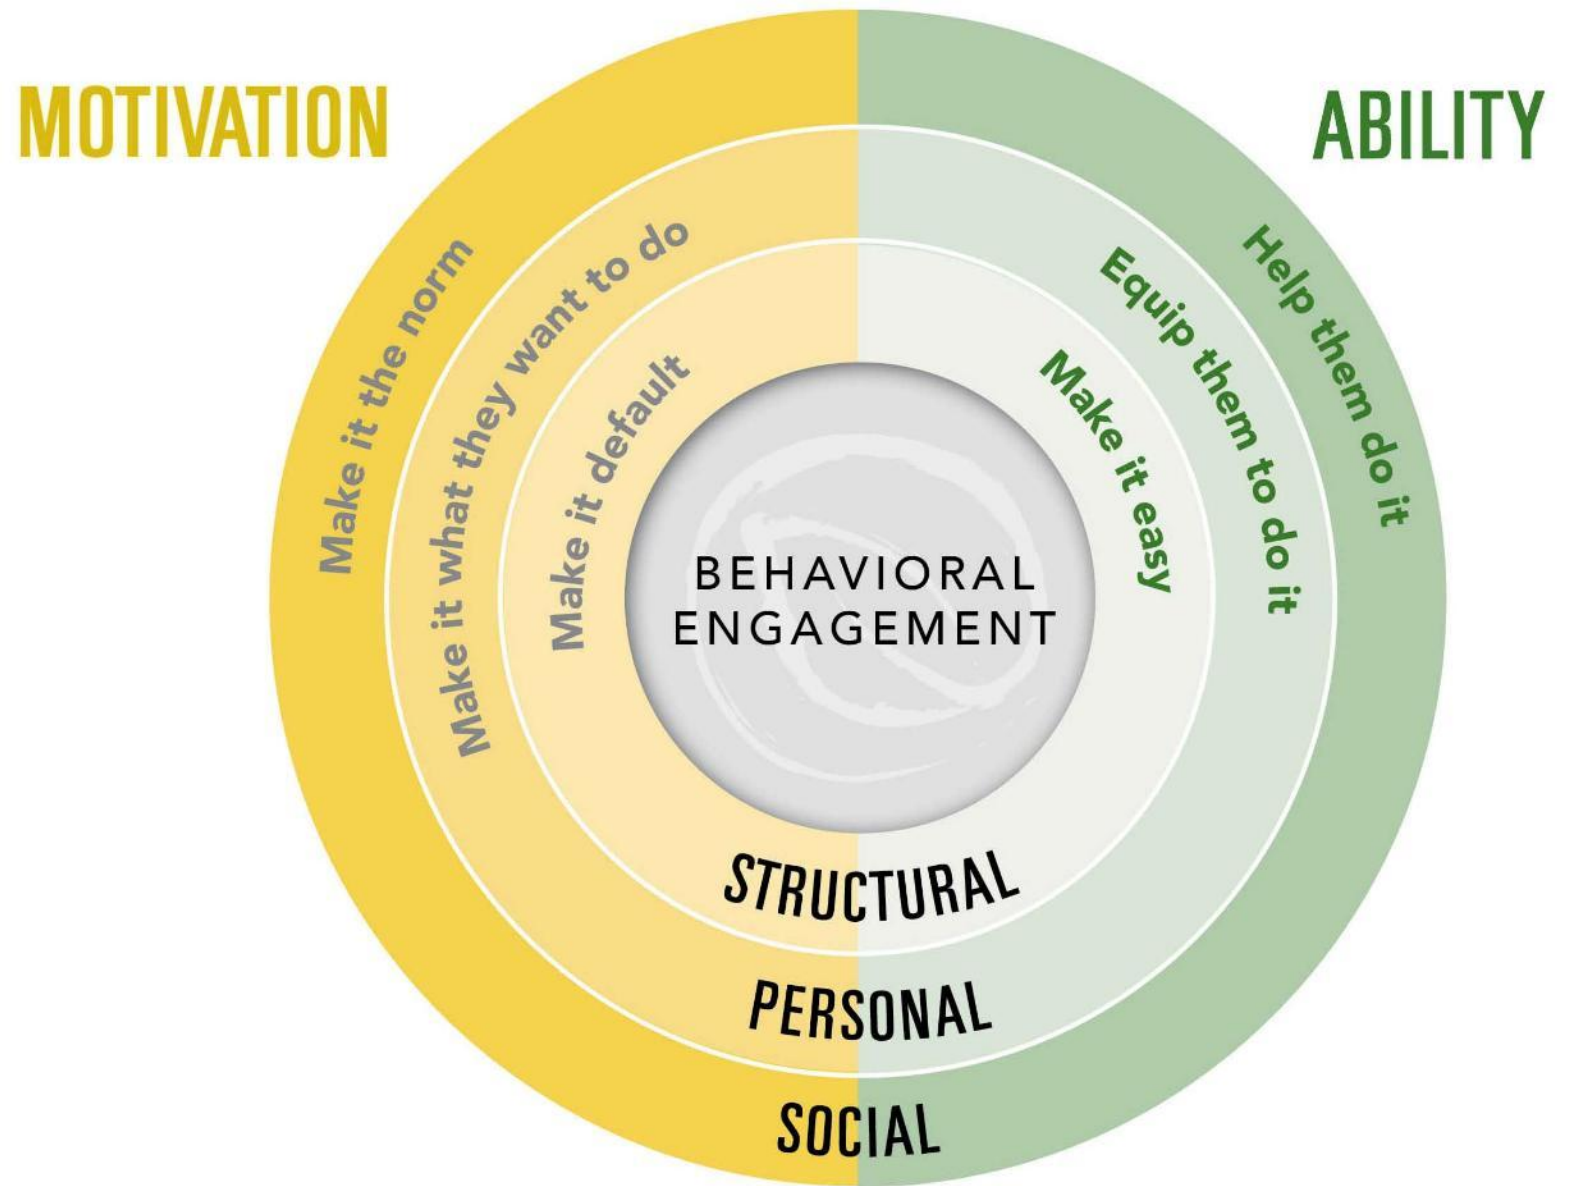 MOTIVATION
ABILITY
Make it the norm
Make it what they want to do
Make it default
Make it easy
Equip them to do it
Help them do it
BEHAVIORAL
ENGAGEMENT
STRUCTURAL
PERSONAL
SOCIAL